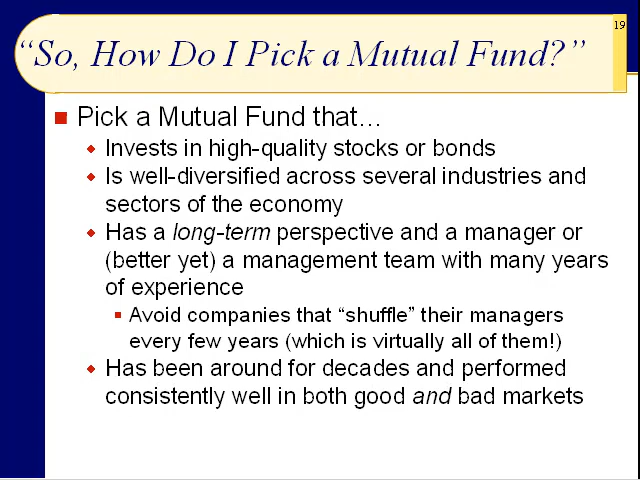 19
“So, How Do I Pick a Mutual Fund?”
Pick a Mutual Fund that…
Invests in high-quality stocks or bonds
Is well-diversified across several industries and
sectors of the economy
Has a long-term perspective and a manager or
(better yet) a management team with many years
of experience
Avoid companies that “shuffle” their managers
every few years (which is virtually all of them!)
Has been around for decades and performed
consistently well in both good and bad markets